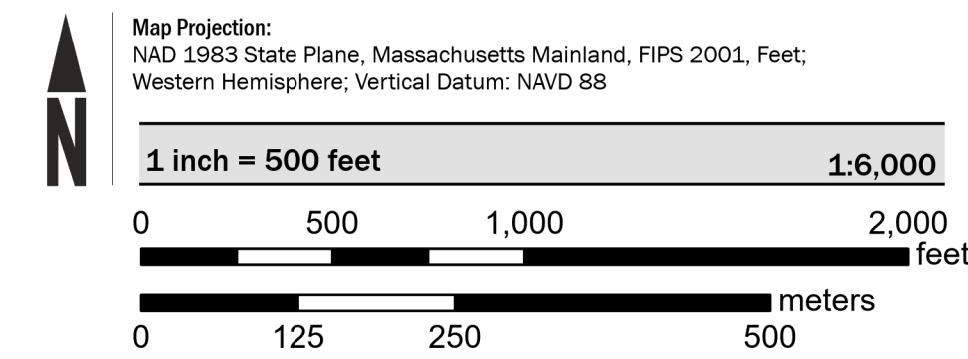 N
Map Projection:
NAD 1983 State Plane, Massachusetts Mainland, FIPS 2001, Feet;
Western Hemisphere; Vertical Datum: NAVD 88
1 inch = 500 feet 1:6,000
0 500 1,000 2,000
feet
meters
0 125 250 500